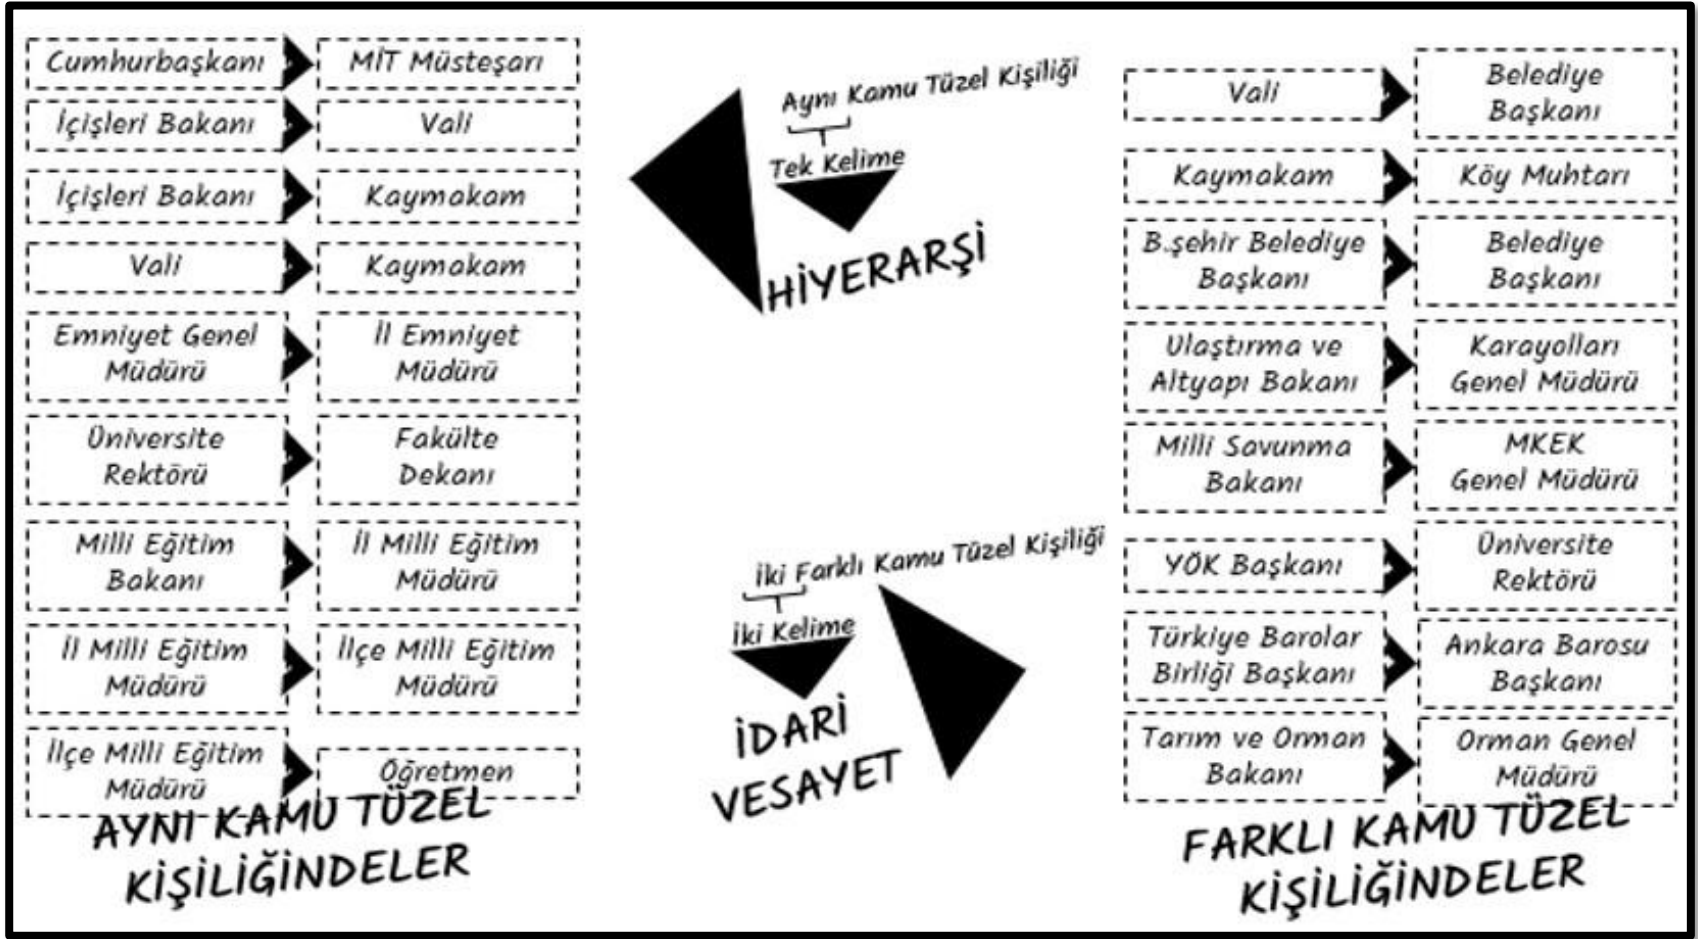 Cumhurbaşkanı
MİT Müsteşarı
İçişleri Bakanı
Vali
İçişleri Bakanı
Kaymakam
Vali
Kaymakam
Emniyet Genel
Müdürü
İl Emniyet
Müdürü
Üniversite
Rektörü
Fakülte
Dekanı
Milli Eğitim
Bakanı
İl Milli Eğitim
Müdürü
İl Milli Eğitim
Müdürü
İlçe Milli Eğitim
Müdürü
İlçe Milli Eğitim
Müdürü
Öğretmen
AYNI KAMU TÜZEL
KİŞİLİĞİNDELER
Aynı Kamu Tüzel Kişiliği
Tek Kelime
HİYERARŞİ
İki Farklı Kamu Tüzel Kişiliği
İki Kelime
İDARİ
VESAYET
Vali
Belediye
Başkanı
Kaymakam
Köy Muhtarı
B.şehir Belediye
Başkanı
Belediye
Başkanı
Ulaştırma ve
Altyapı Bakanı
Karayolları
Genel Müdürü
Milli Savunma
Bakanı
MKEK
Genel Müdürü
YÖK Başkanı
Üniversite
Rektörü
Türkiye Barolar
Birliği Başkanı
Ankara Barosu
Başkanı
Tarım ve Orman
Bakanı
Orman Genel
Müdürü
FARKLI KAMU TÜZEL
KİŞİLİĞİNDELER